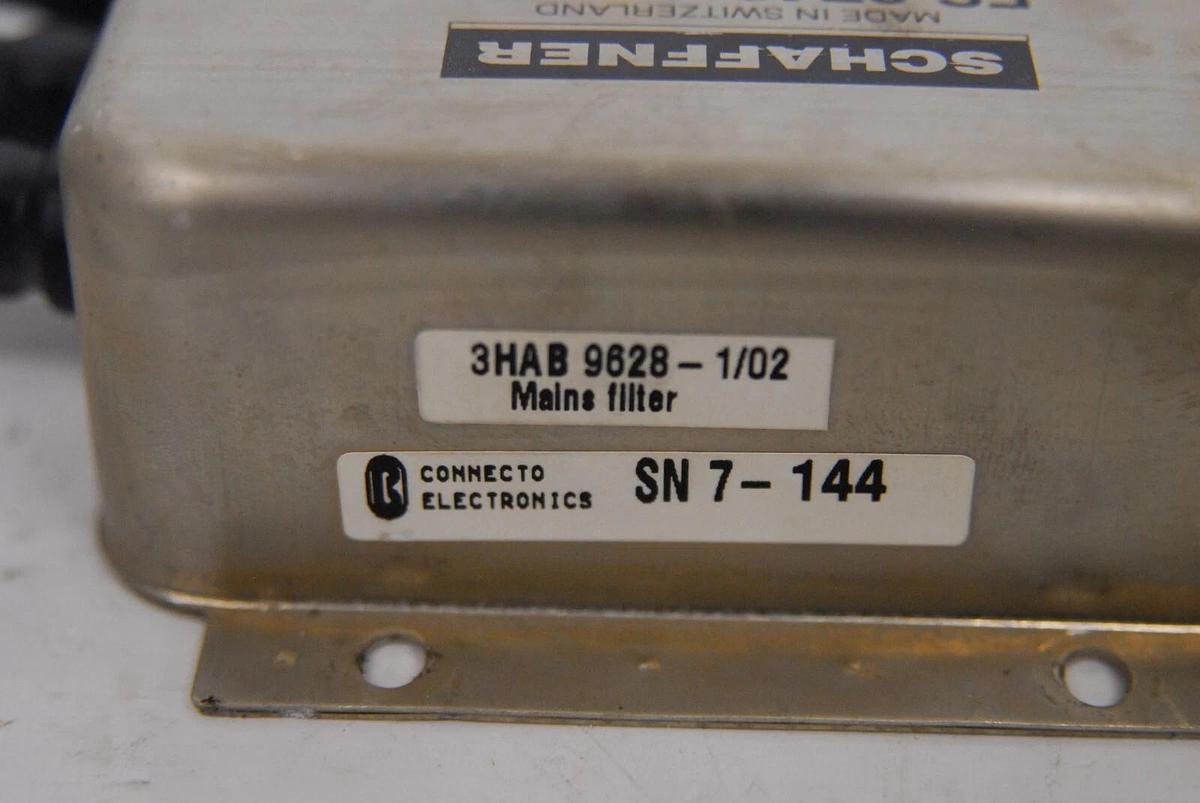 SCHAFFNER
MADE IN SWITZERLAND
3HAB 9628-1/02
Mains filter
CONNECTO
ELECTRONICS
SN 7-144